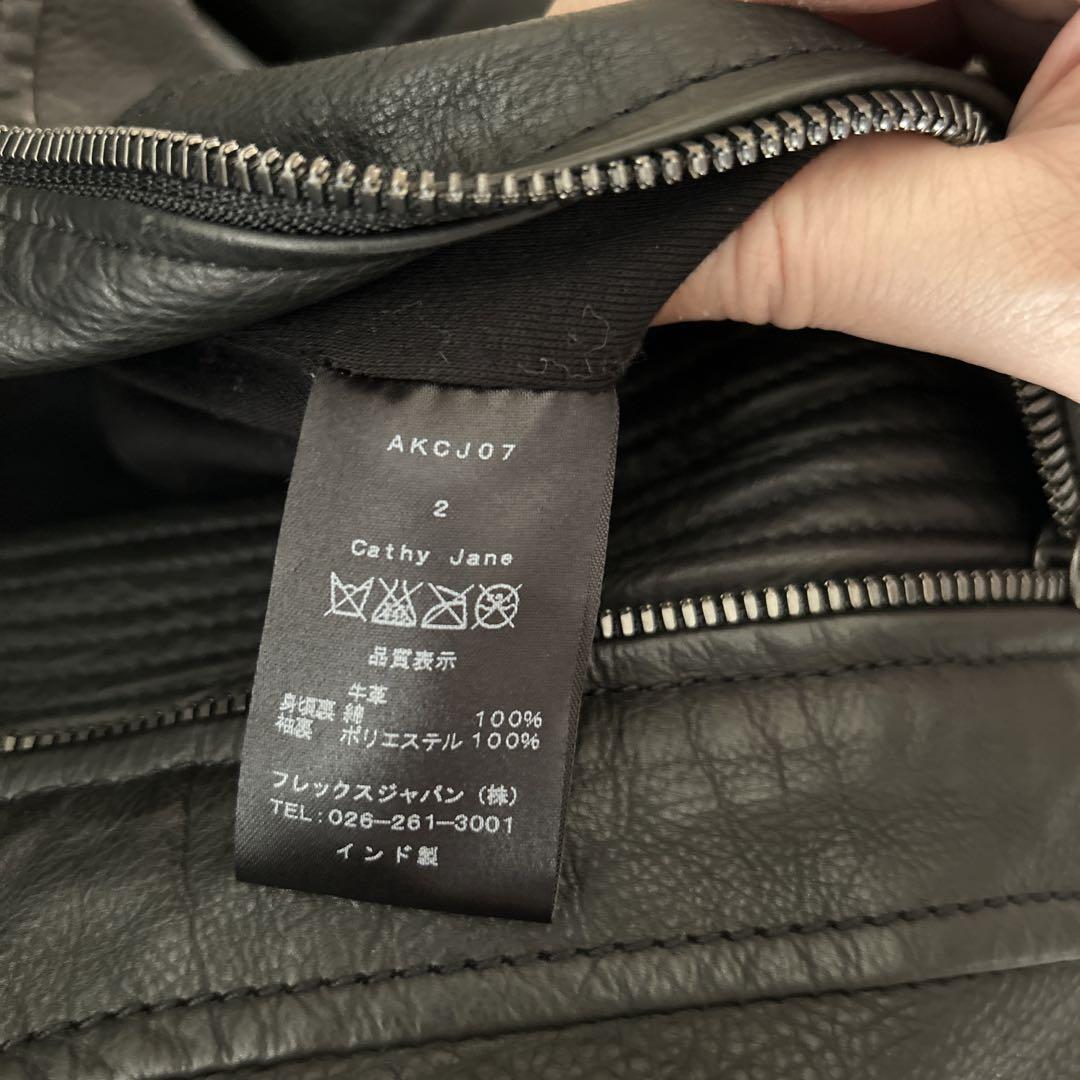 AKCJ07
2
Cathy Jane
品質表示
牛革
身頃裏 綿 100%
袖裏 ポリエステル 100%
フレックスジャパン (株)
TEL:026-261-3001
インド製